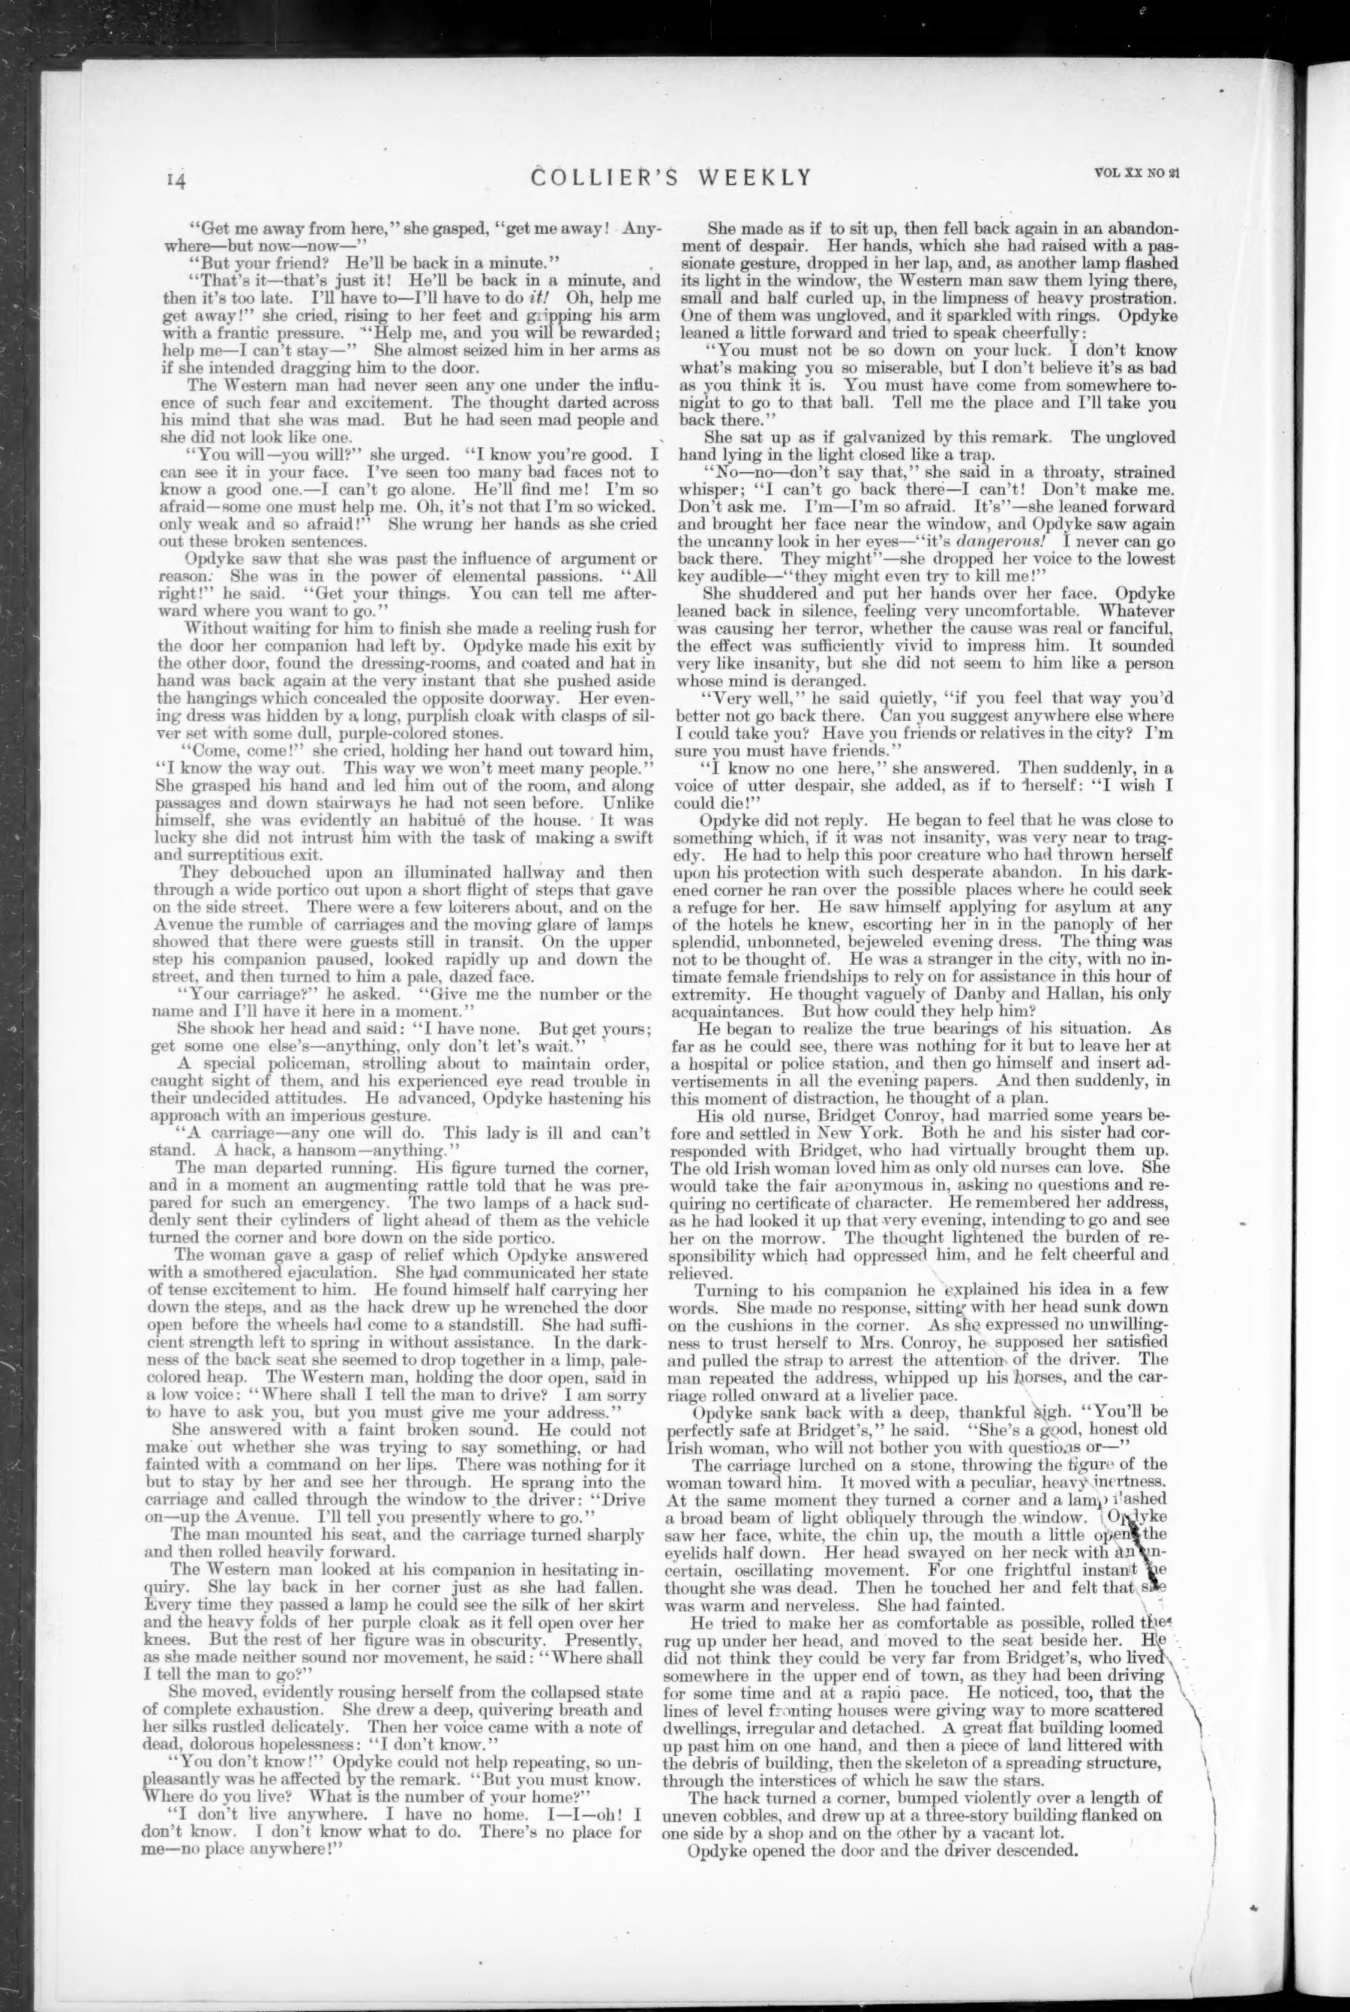 14
COLLIER'S WEEKLY
VOL XX NO 21
"Get me away from here," she gasped, "get me away! Any-
where—but now—now—"
"But your friend? He'll be back in a minute."
"That's it—that's just it! He'll be back in a minute, and
then it's too late. I'll have to—I'll have to do it! Oh, help me
get away!" she cried, rising to her feet and gripping his arm
with a frantic pressure. "Help me, and you will be rewarded;
help me—I can't stay—" She almost seized him in her arms as
if she intended dragging him to the door.
The Western man had never seen any one under the influ-
ence of such fear and excitement. The thought darted across
his mind that she was mad. But he had seen mad people and
she did not look like one.
"You will—you will?" she urged. "I know you're good. I
can see it in your face. I've seen too many bad faces not to
know a good one.—I can't go alone. He'll find me! I'm so
afraid—some one must help me. Oh, it's not that I'm so wicked,
only weak and so afraid!" She wrung her hands as she cried
out these broken sentences.
Opdyke saw that she was past the influence of argument or
reason. She was in the power of elemental passions. "All
right!" he said. "Get your things. You can tell me after-
ward where you want to go."
Without waiting for him to finish she made a reeling rush for
the door her companion had left by. Opdyke made his exit by
the other door, found the dressing-rooms, and coated and hat in
hand was back again at the very instant that she pushed aside
the hangings which concealed the opposite doorway. Her even-
ing dress was hidden by a long, purplish cloak with clasps of sil-
ver set with some dull, purple-colored stones.
"Come, come!" she cried, holding her hand out toward him,
"I know the way out. This way we won't meet many people."
She grasped his hand and led him out of the room, and along
passages and down stairways he had not seen before. Unlike
himself, she was evidently an habitué of the house. It was
lucky she did not intrust him with the task of making a swift
and surreptitious exit.
They debouched upon an illuminated hallway and then
through a wide portico out upon a short flight of steps that gave
on the side street. There were a few loiterers about, and on the
Avenue the rumble of carriages and the moving glare of lamps
showed that there were guests still in transit. On the upper
step his companion paused, looked rapidly up and down the
street, and then turned to him a pale, dazed face.
"Your carriage?" he asked. "Give me the number or the
name and I'll have it here in a moment."
She shook her head and said: "I have none. But get yours;
get some one else's—anything, only don't let's wait."
A special policeman, strolling about to maintain order,
caught sight of them, and his experienced eye read trouble in
their undecided attitudes. He advanced, Opdyke hastening his
approach with an imperious gesture.
"A carriage—any one will do. This lady is ill and can't
stand. A hack, a hansom—anything."
The man departed running. His figure turned the corner,
and in a moment an augmenting rattle told that he was pre-
pared for such an emergency. The two lamps of a hack sud-
denly sent their cylinders of light ahead of them as the vehicle
turned the corner and bore down on the side portico.
The woman gave a gasp of relief which Opdyke answered
with a smothered ejaculation. She had communicated her state
of tense excitement to him. He found himself half carrying her
down the steps, and as the hack drew up he wrenched the door
open before the wheels had come to a standstill. She had suffi-
cient strength left to spring in without assistance. In the dark-
ness of the back seat she seemed to drop together in a limp, pale-
colored heap. The Western man, holding the door open, said in
a low voice: "Where shall I tell the man to drive? I am sorry
to have to ask you, but you must give me your address."
She answered with a faint broken sound. He could not
make out whether she was trying to say something, or had
fainted with a command on her lips. There was nothing for it
but to stay by her and see her through. He sprang into the
carriage and called through the window to the driver: "Drive
on—up the Avenue. I'll tell you presently where to go."
The man mounted his seat, and the carriage turned sharply
and then rolled heavily forward.
The Western man looked at his companion in hesitating in-
quiry. She lay back in her corner just as she had fallen.
Every time they passed a lamp he could see the silk of her skirt
and the heavy folds of her purple cloak as it fell open over her
knees. But the rest of her figure was in obscurity. Presently,
as she made neither sound nor movement, he said: "Where shall
I tell the man to go?"
She moved, evidently rousing herself from the collapsed state
of complete exhaustion. She drew a deep, quivering breath and
her silks rustled delicately. Then her voice came with a note of
dead, dolorous hopelessness: "I don't know."
"You don't know!" Opdyke could not help repeating, so un-
pleasantly was he affected by the remark. "But you must know.
Where do you live? What is the number of your home?"
"I don't live anywhere. I have no home. I—I—oh! I
don't know. I don't know what to do. There's no place for
me—no place anywhere!"
She made as if to sit up, then fell back again in an abandon-
ment of despair. Her hands, which she had raised with a pas-
sionate gesture, dropped in her lap, and, as another lamp flashed
its light in the window, the Western man saw them lying there,
small and half curled up, in the limpness of heavy prostration.
One of them was ungloved, and it sparkled with rings. Opdyke
leaned a little forward and tried to speak cheerfully:
"You must not be so down on your luck. I don't know
what's making you so miserable, but I don't believe it's as bad
as you think it is. You must have come from somewhere to-
night to go to that ball. Tell me the place and I'll take you
back there."
She sat up as if galvanized by this remark. The ungloved
hand lying in the light closed like a trap.
"No—no—don't say that," she said in a throaty, strained
whisper; "I can't go back there—I can't! Don't make me.
Don't ask me. I'm—I'm so afraid. It's"—she leaned forward
and brought her face near the window, and Opdyke saw again
the uncanny look in her eyes—"it's dangerous! I never can go
back there. They might"—she dropped her voice to the lowest
key audible—"they might even try to kill me!"
She shuddered and put her hands over her face. Opdyke
leaned back in silence, feeling very uncomfortable. Whatever
was causing her terror, whether the cause was real or fanciful,
the effect was sufficiently vivid to impress him. It sounded
very like insanity, but she did not seem to him like a person
whose mind is deranged.
"Very well," he said quietly, "if you feel that way you'd
better not go back there. Can you suggest anywhere else where
I could take you? Have you friends or relatives in the city? I'm
sure you must have friends."
"I know no one here," she answered. Then suddenly, in a
voice of utter despair, she added, as if to herself: "I wish I
could die!"
Opdyke did not reply. He began to feel that he was close to
something which, if it was not insanity, was very near to trag-
edy. He had to help this poor creature who had thrown herself
upon his protection with such desperate abandon. In his dark-
ened corner he ran over the possible places where he could seek
a refuge for her. He saw himself applying for asylum at any
of the hotels he knew, escorting her in in the panoply of her
splendid, unbonneted, bejeweled evening dress. The thing was
not to be thought of. He was a stranger in the city, with no in-
timate female friendships to rely on for assistance in this hour of
extremity. He thought vaguely of Danby and Hallan, his only
acquaintances. But how could they help him?
He began to realize the true bearings of his situation. As
far as he could see, there was nothing for it but to leave her at
a hospital or police station, and then go himself and insert ad-
vertisements in all the evening papers. And then suddenly, in
this moment of distraction, he thought of a plan.
His old nurse, Bridget Conroy, had married some years be-
fore and settled in New York. Both he and his sister had cor-
responded with Bridget, who had virtually brought them up.
The old Irish woman loved him as only old nurses can love. She
would take the fair anonymous in, asking no questions and re-
quiring no certificate of character. He remembered her address,
as he had looked it up that very evening, intending to go and see
her on the morrow. The thought lightened the burden of re-
sponsibility which had oppressed him, and he felt cheerful and
relieved.
Turning to his companion he explained his idea in a few
words. She made no response, sitting with her head sunk down
on the cushions in the corner. As she expressed no unwilling-
ness to trust herself to Mrs. Conroy, he supposed her satisfied
and pulled the strap to arrest the attention of the driver. The
man repeated the address, whipped up his horses, and the car-
riage rolled onward at a livelier pace.
Opdyke sank back with a deep, thankful sigh. "You'll be
perfectly safe at Bridget's," he said. "She's a good, honest old
Irish woman, who will not bother you with questions or—"
The carriage lurched on a stone, throwing the figure of the
woman toward him. It moved with a peculiar, heavy inertness.
At the same moment they turned a corner and a lamp flashed
a broad beam of light obliquely through the window. Opdyke
saw her face, white, the chin up, the mouth a little open, the
eyelids half down. Her head swayed on her neck with an un-
certain, oscillating movement. For one frightful instant he
thought she was dead. Then he touched her and felt that she
was warm and nerveless. She had fainted.
He tried to make her as comfortable as possible, rolled the
rug up under her head, and moved to the seat beside her. He
did not think they could be very far from Bridget's, who lived
somewhere in the upper end of town, as they had been driving
for some time and at a rapid pace. He noticed, too, that the
lines of level fronting houses were giving way to more scattered
dwellings, irregular and detached. A great flat building loomed
up past him on one hand, and then a piece of land littered with
the debris of building, then the skeleton of a spreading structure,
through the interstices of which he saw the stars.
The hack turned a corner, bumped violently over a length of
uneven cobbles, and drew up at a three-story building flanked on
one side by a shop and on the other by a vacant lot.
Opdyke opened the door and the driver descended.